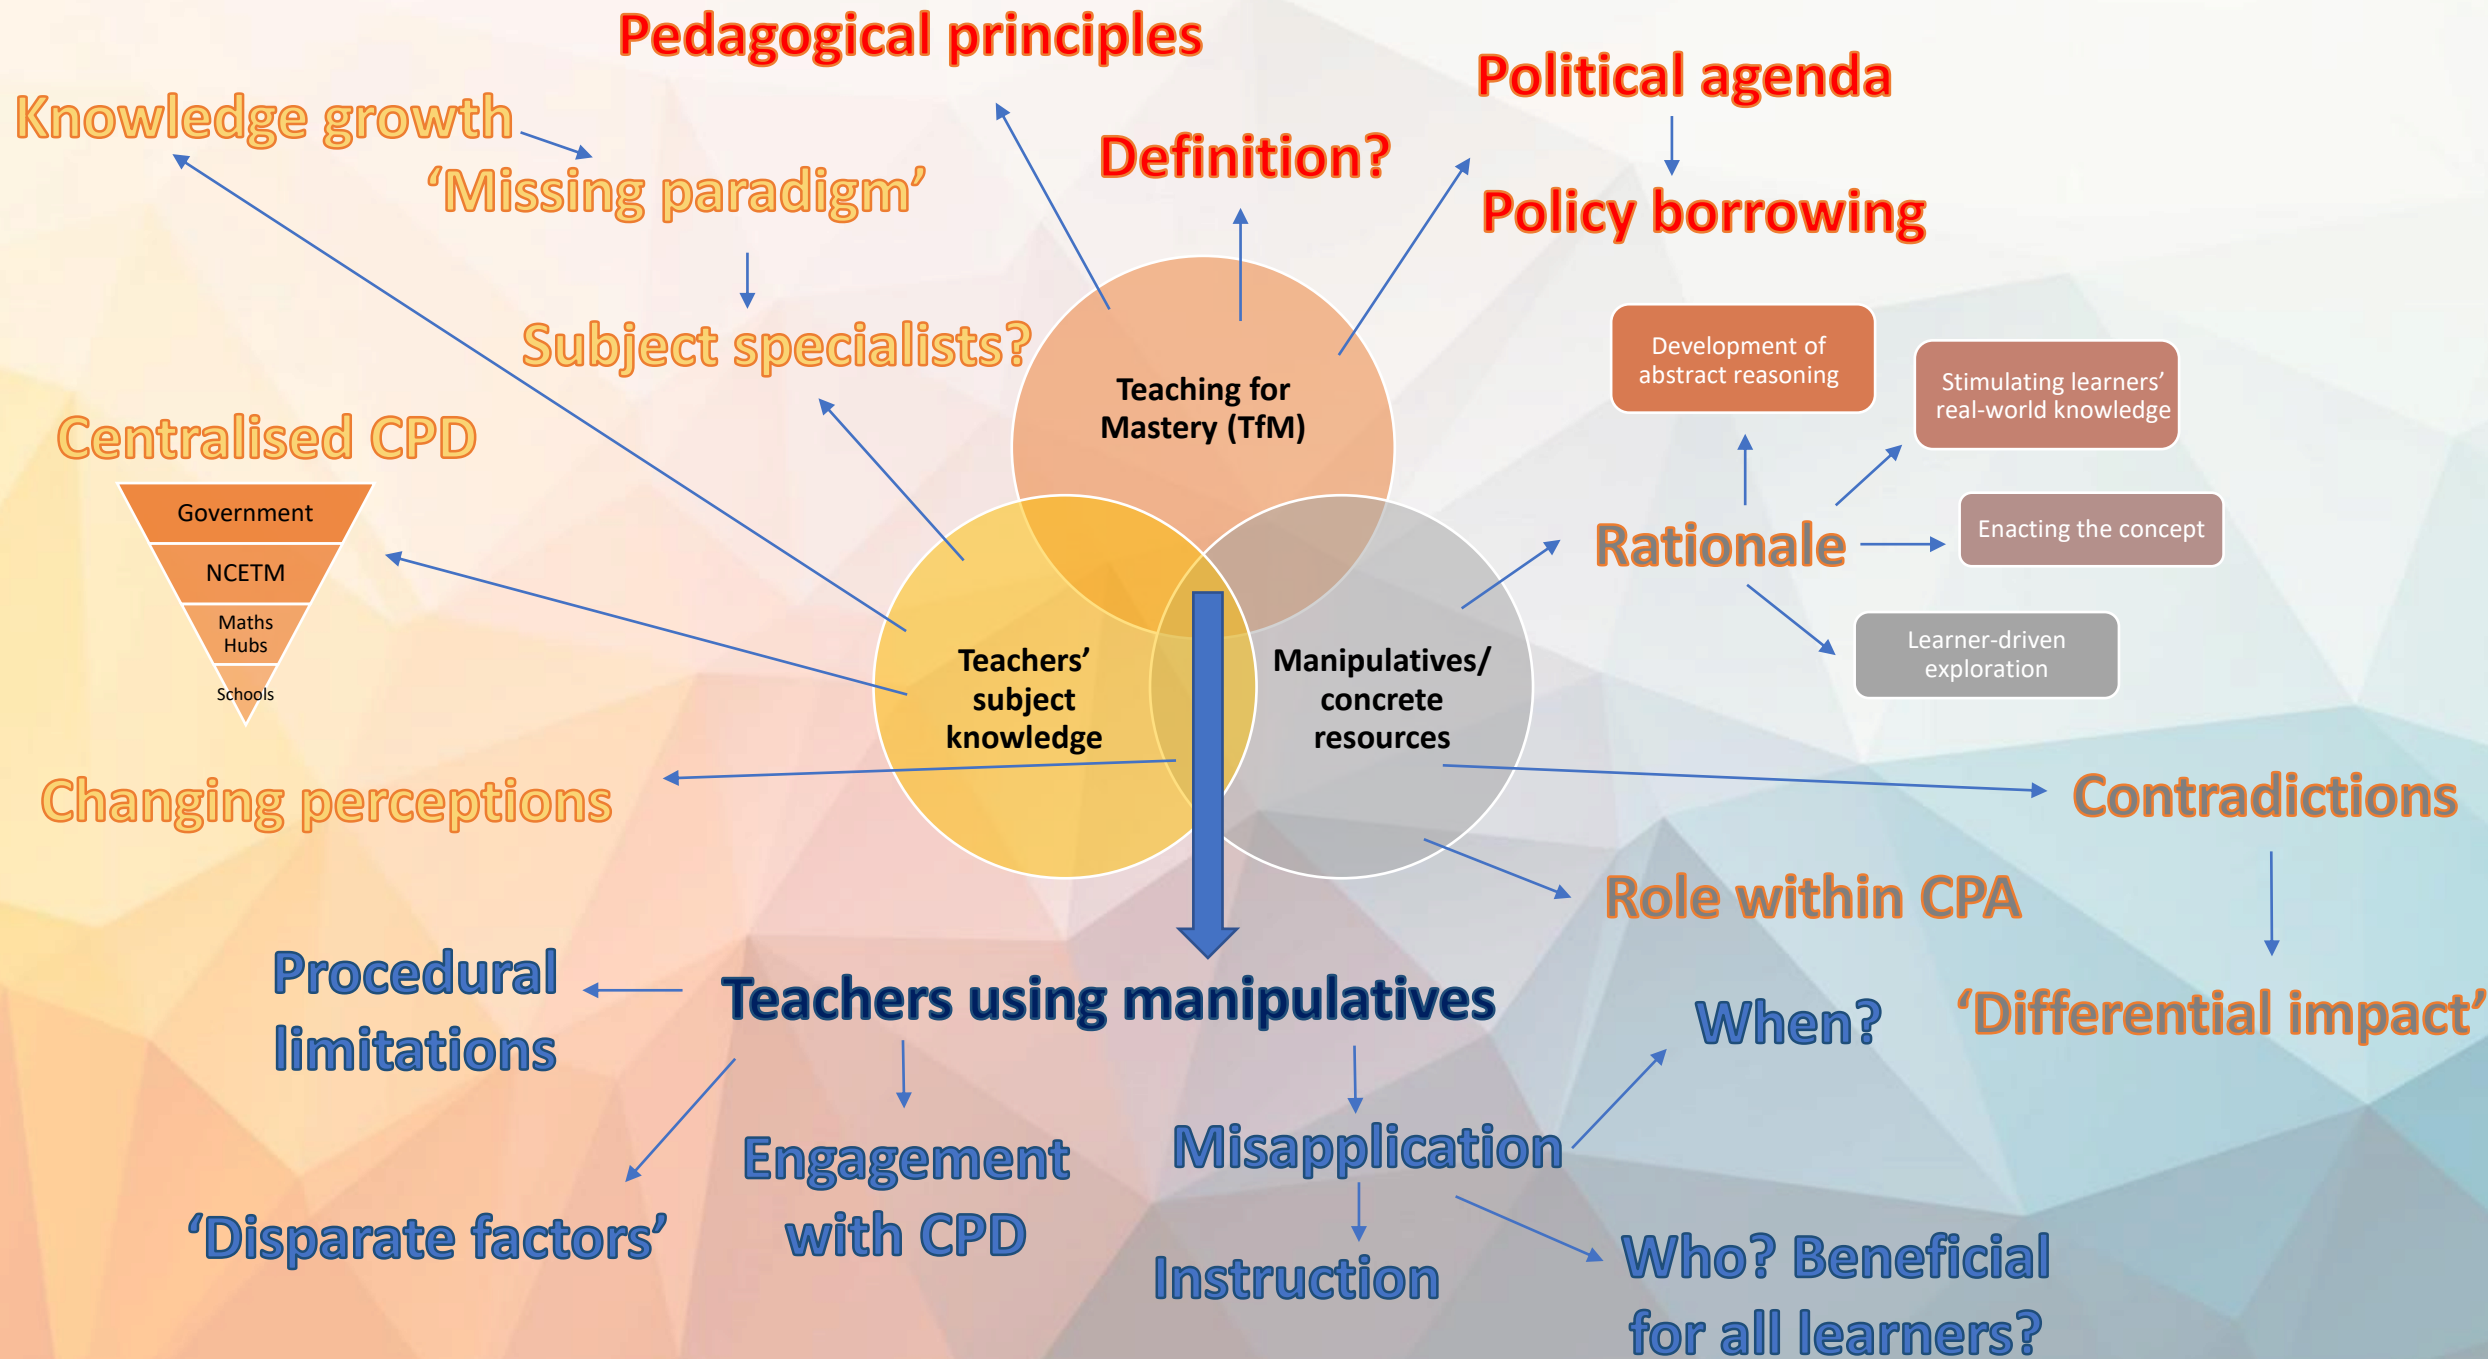 Pedagogical principles
Political agenda
Knowledge growth
Definition?
‘Missing paradigm’
Policy borrowing
Subject specialists?
Development of
abstract reasoning
Stimulating learners’
real-world knowledge
Teaching for
Mastery (TfM)
Centralised CPD
Government
NCETM
Maths
Hubs
Schools
Rationale
Enacting the concept
Learner-driven
exploration
Teachers’
subject
knowledge
Manipulatives/
concrete
resources
Changing perceptions
Contradictions
Role within CPA
Procedural
limitations
Teachers using manipulatives
When?
‘Differential impact’
Misapplication
Engagement
with CPD
‘Disparate factors’
Instruction
Who? Beneficial
for all learners?